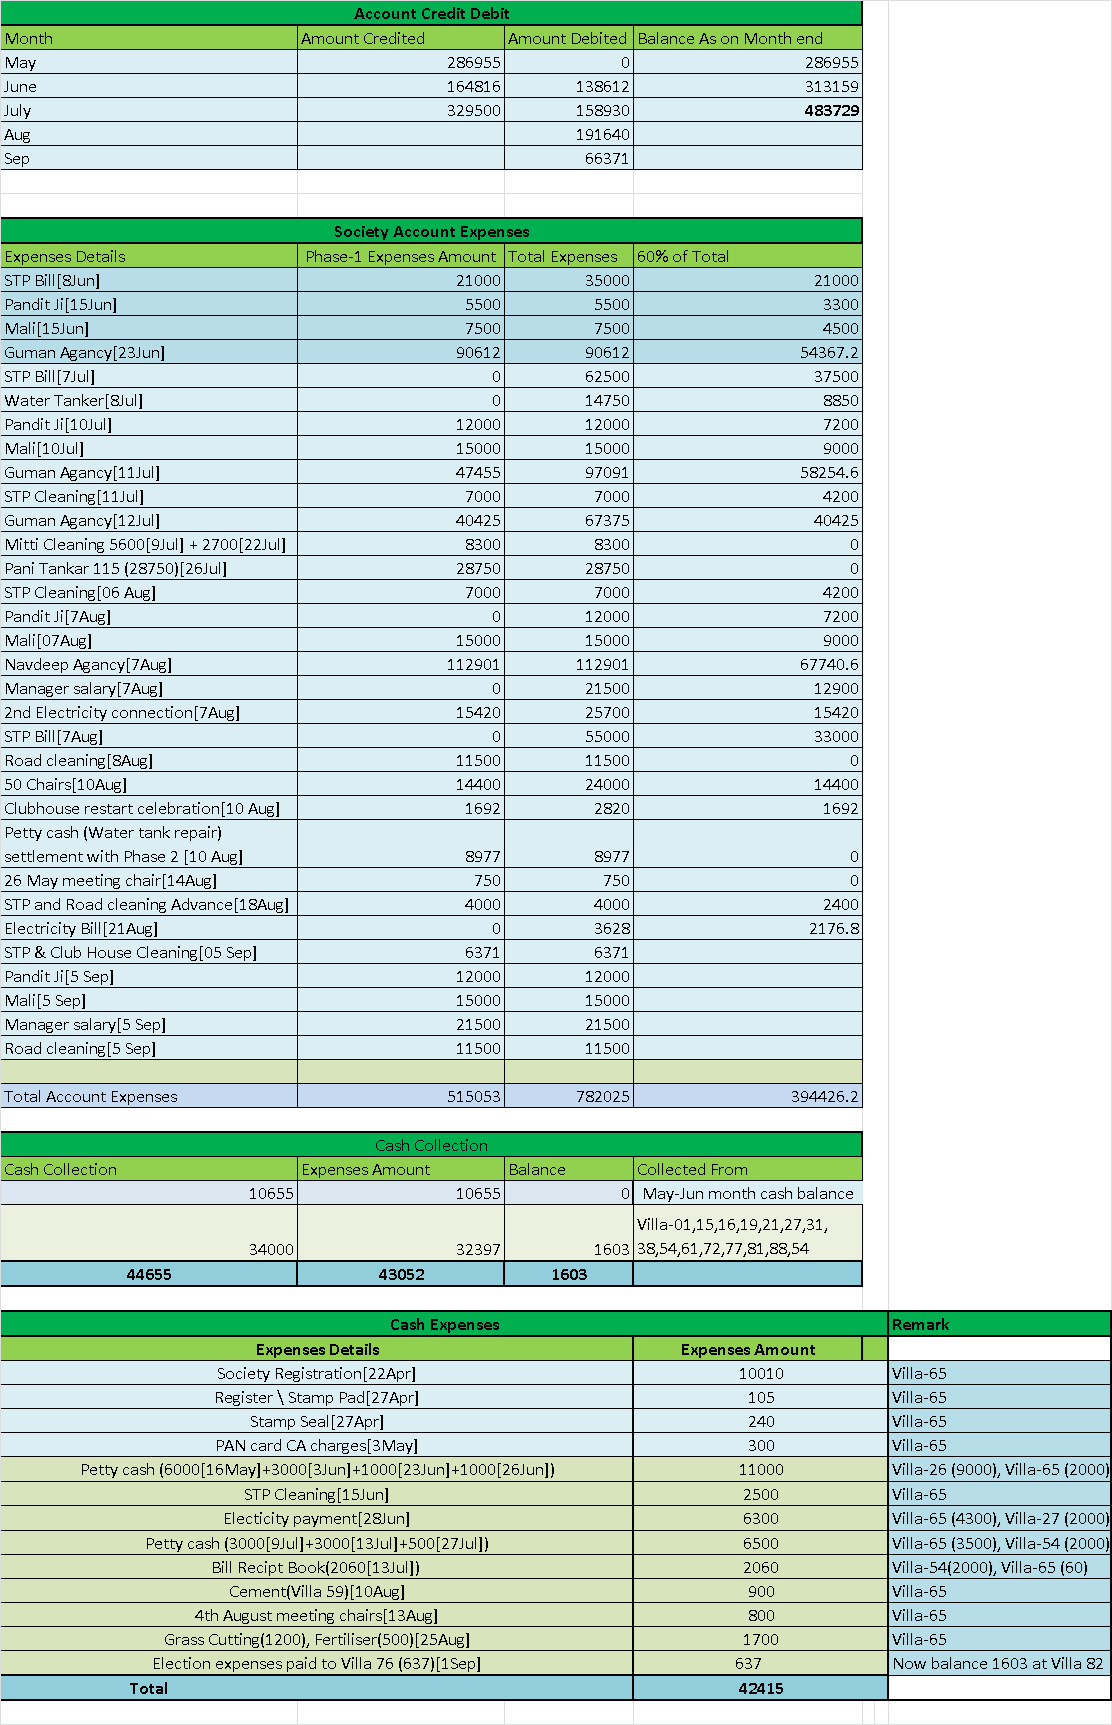 Account Credit Debit
Month Amount Credited Amount Debited Balance As on Month end
May 286955 0 286955
June 164816 138612 313159
July 329500 158930 483729
Aug 191640
Sep 66371
Society Account Expenses
Expenses Details Phase-1 Expenses Amount Total Expenses 60% of Total
STP Bill[8Jun] 21000 35000 21000
Pandit Ji[15Jun] 5500 5500 3300
Mali[15Jun] 7500 7500 4500
Guman Agancy[23Jun] 90612 90612 54367.2
STP Bill[7Jul] 0 62500 37500
Water Tanker[8Jul] 0 14750 8850
Pandit Ji[10Jul] 12000 12000 7200
Mali[10Jul] 15000 15000 9000
Guman Agancy[11Jul] 47455 97091 58254.6
STP Cleaning[11Jul] 7000 7000 4200
Guman Agancy[12Jul] 40425 67375 40425
Mitti Cleaning 5600[9Jul] + 2700[22Jul] 8300 8300 0
Pani Tankar 115 (28750)[26Jul] 28750 28750 0
STP Cleaning[06 Aug] 7000 7000 4200
Pandit Ji[7Aug] 0 12000 7200
Mali[07Aug] 15000 15000 9000
Navdeep Agancy[7Aug] 112901 112901 67740.6
Manager salary[7Aug] 0 21500 12900
2nd Electricity connection[7Aug] 15420 25700 15420
STP Bill[7Aug] 0 55000 33000
Road cleaning[8Aug] 11500 11500 0
50 Chairs[10Aug] 14400 24000 14400
Clubhouse restart celebration[10 Aug] 1692 2820 1692
Petty cash (Water tank repair)
settlement with Phase 2 [10 Aug] 8977 8977 0
26 May meeting chair[14Aug] 750 750 0
STP and Road cleaning Advance[18Aug] 4000 4000 2400
Electricity Bill[21Aug] 0 3628 2176.8
STP & Club House Cleaning[05 Sep] 6371 6371
Pandit Ji[5 Sep] 12000 12000
Mali[5 Sep] 15000 15000
Manager salary[5 Sep] 21500 21500
Road cleaning[5 Sep] 11500 11500
Total Account Expenses 515053 782025 394426.2
Cash Collection
Cash Collection Expenses Amount Balance Collected From
10655 10655 0 May-Jun month cash balance
Villa-01,15,16,19,21,27,31,
34000 32397 1603 38,54,61,72,77,81,88,54
44655 43052 1603
Cash Expenses Remark
Expenses Details Expenses Amount
Society Registration[22Apr] 10010 Villa-65
Register \ Stamp Pad[27Apr] 105 Villa-65
Stamp Seal[27Apr] 240 Villa-65
PAN card CA charges[3May] 300 Villa-65
Petty cash (6000[16May]+3000[3Jun]+1000[23Jun]+1000[26Jun]) 11000 Villa-26 (9000), Villa-65 (2000)
STP Cleaning[15Jun] 2500 Villa-65
Electicity payment[28Jun] 6300 Villa-65 (4300), Villa-27 (2000)
Petty cash (3000[9Jul]+3000[13Jul]+500[27Jul]) 6500 Villa-65 (3500), Villa-54 (2000)
Bill Recipt Book(2060[13Jul]) 2060 Villa-54(2000), Villa-65 (60)
Cement(Villa 59)[10Aug] 900 Villa-65
4th August meeting chairs[13Aug] 800 Villa-65
Grass Cutting(1200), Fertiliser(500)[25Aug] 1700 Villa-65
Election expenses paid to Villa 76 (637)[1Sep] 637 Now balance 1603 at Villa 82
Total 42415